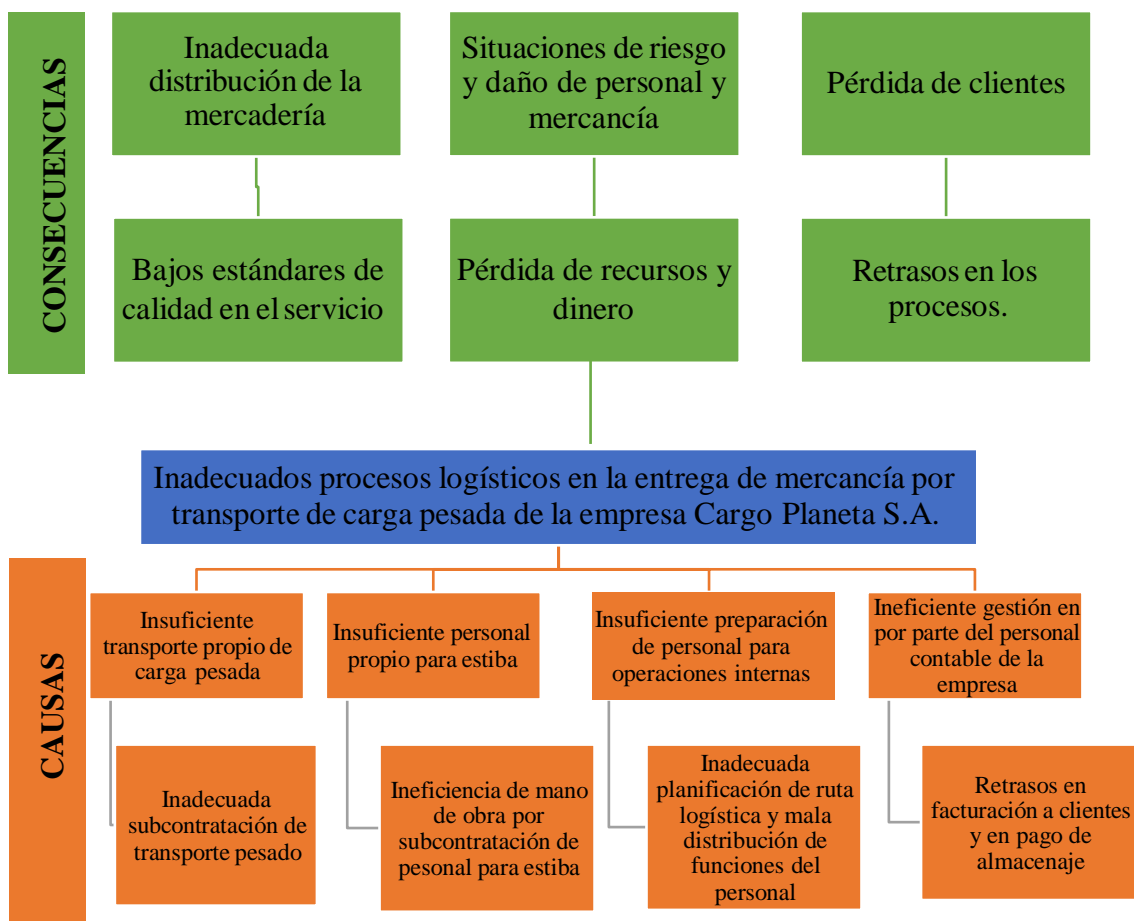 CONSECUENCIAS
Inadecuada
distribución de la
mercadería
Situaciones de riesgo
y daño de personal y
mercancía
Pérdida de clientes
Bajos estándares de
calidad en el servicio
Pérdida de recursos y
dinero
Retrasos en los
procesos.
Inadecuados procesos logísticos en la entrega de mercancía por
transporte de carga pesada de la empresa Cargo Planeta S.A.
CAUSAS
Insuficiente
transporte propio de
carga pesada
Insuficiente personal
propio para estiba
Insuficiente preparación
de personal para
operaciones internas
Ineficiente gestión en
por parte del personal
contable de la
empresa
Inadecuada
subcontratación de
transporte pesado
Ineficiencia de mano
de obra por
subcontratación de
pesonal para estiba
Inadecuada
planificación de ruta
logística y mala
distribución de
funciones del
personal
Retrasos en
facturación a clientes
y en pago de
almacenaje